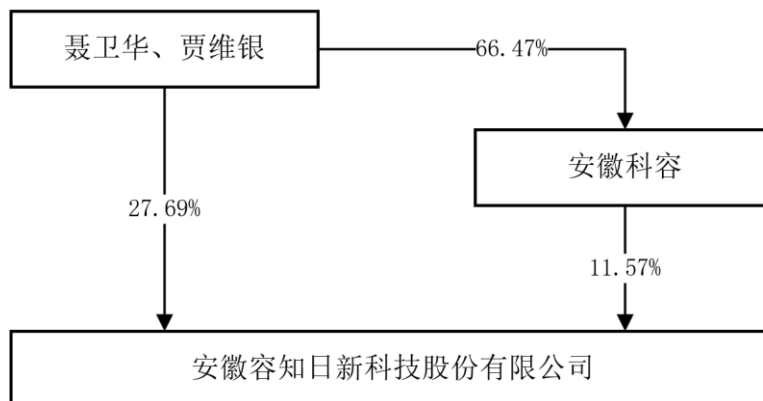 聂卫华、贾维银
66.47%
安徽科容
27.69%
11.57%
安徽容知日新科技股份有限公司